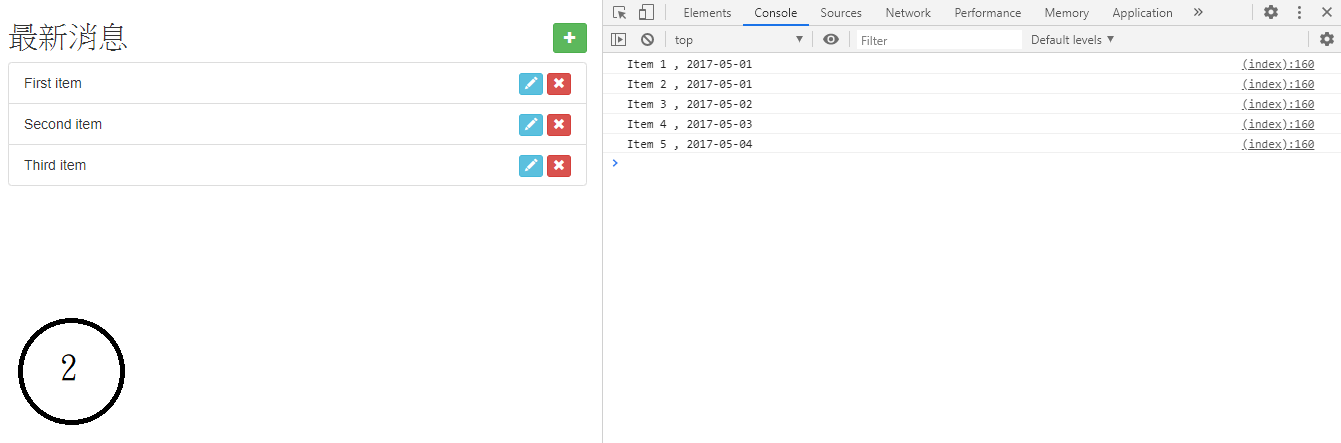 最新消息
First item
Second item
Third item
2
Elements Console Sources Network Performance Memory Application
top Filter Default levels
Item 1 , 2017-05-01 (index):160
Item 2 , 2017-05-01 (index):160
Item 3 , 2017-05-02 (index):160
Item 4 , 2017-05-03 (index):160
Item 5 , 2017-05-04 (index):160